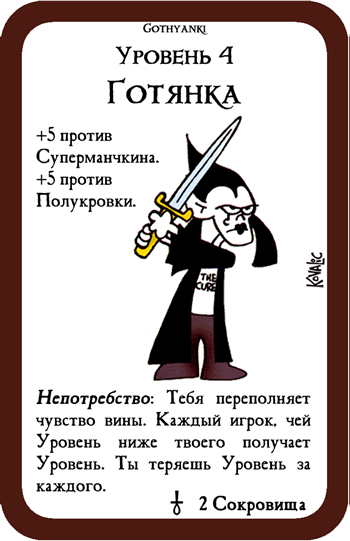 Gothyanki
Уровень 4
Готянка
+5 против
Суперманчкина.
+5 против
Полукровки.
THE
CURE
Kovalic
Непотребство: Тебя переполняет
чувство вины. Каждый игрок, чей
Уровень ниже твоего получает
Уровень. Ты теряешь Уровень за
каждого.
2 Сокровища